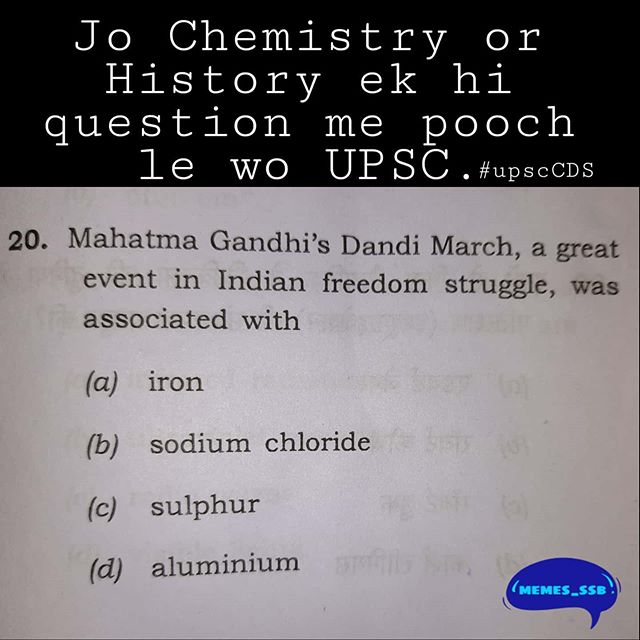 Jo Chemistry or
History ek hi
question me pooch
le wo UPSC.#upscCDS
20. Mahatma Gandhi's Dandi March, a great
event in Indian freedom struggle, was
associated with
(a) iron
(b) sodium chloride
(c) sulphur
(d) aluminium
MEMES_SSB